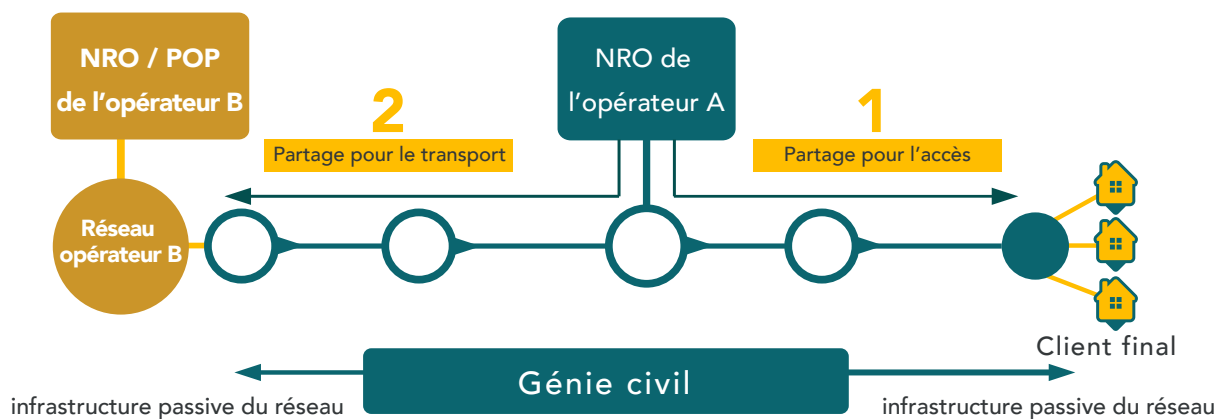 NRO / POP
de l’opérateur B
NRO de
l’opérateur A
2
Partage pour le transport
1
Partage pour l’accès
Réseau
opérateur B
Client final
Génie civil
infrastructure passive du réseau
infrastructure passive du réseau